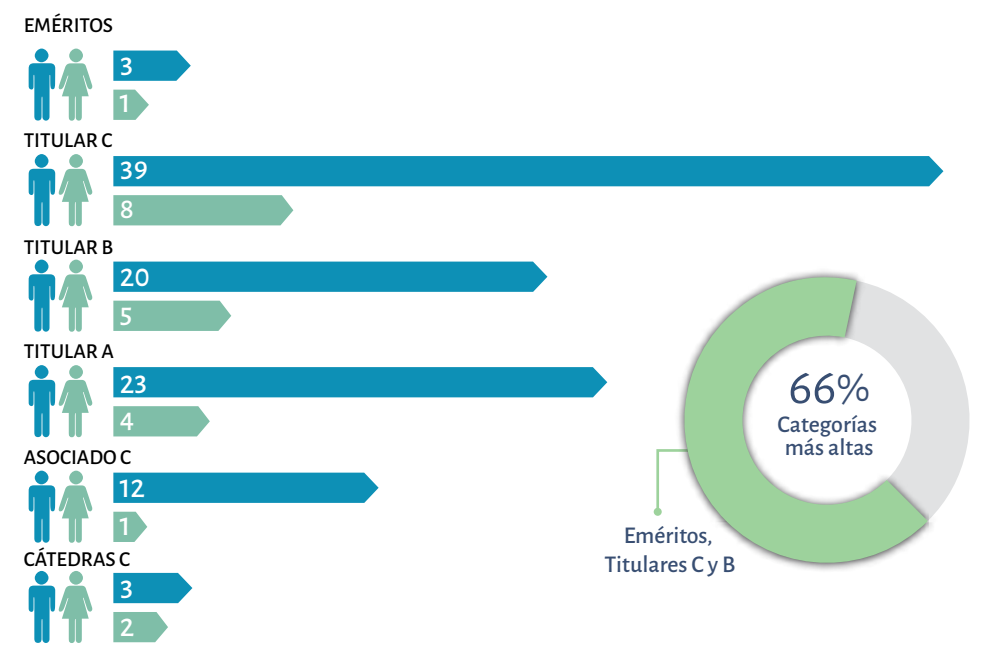 EMÉRITOS
3
1
TITULAR C
39
8
TITULAR B
20
5
TITULAR A
23
4
ASOCIADO C
12
1
CÁTEDRAS C
3
2
66%
Categorías
más altas
Eméritos,
Titulares C y B